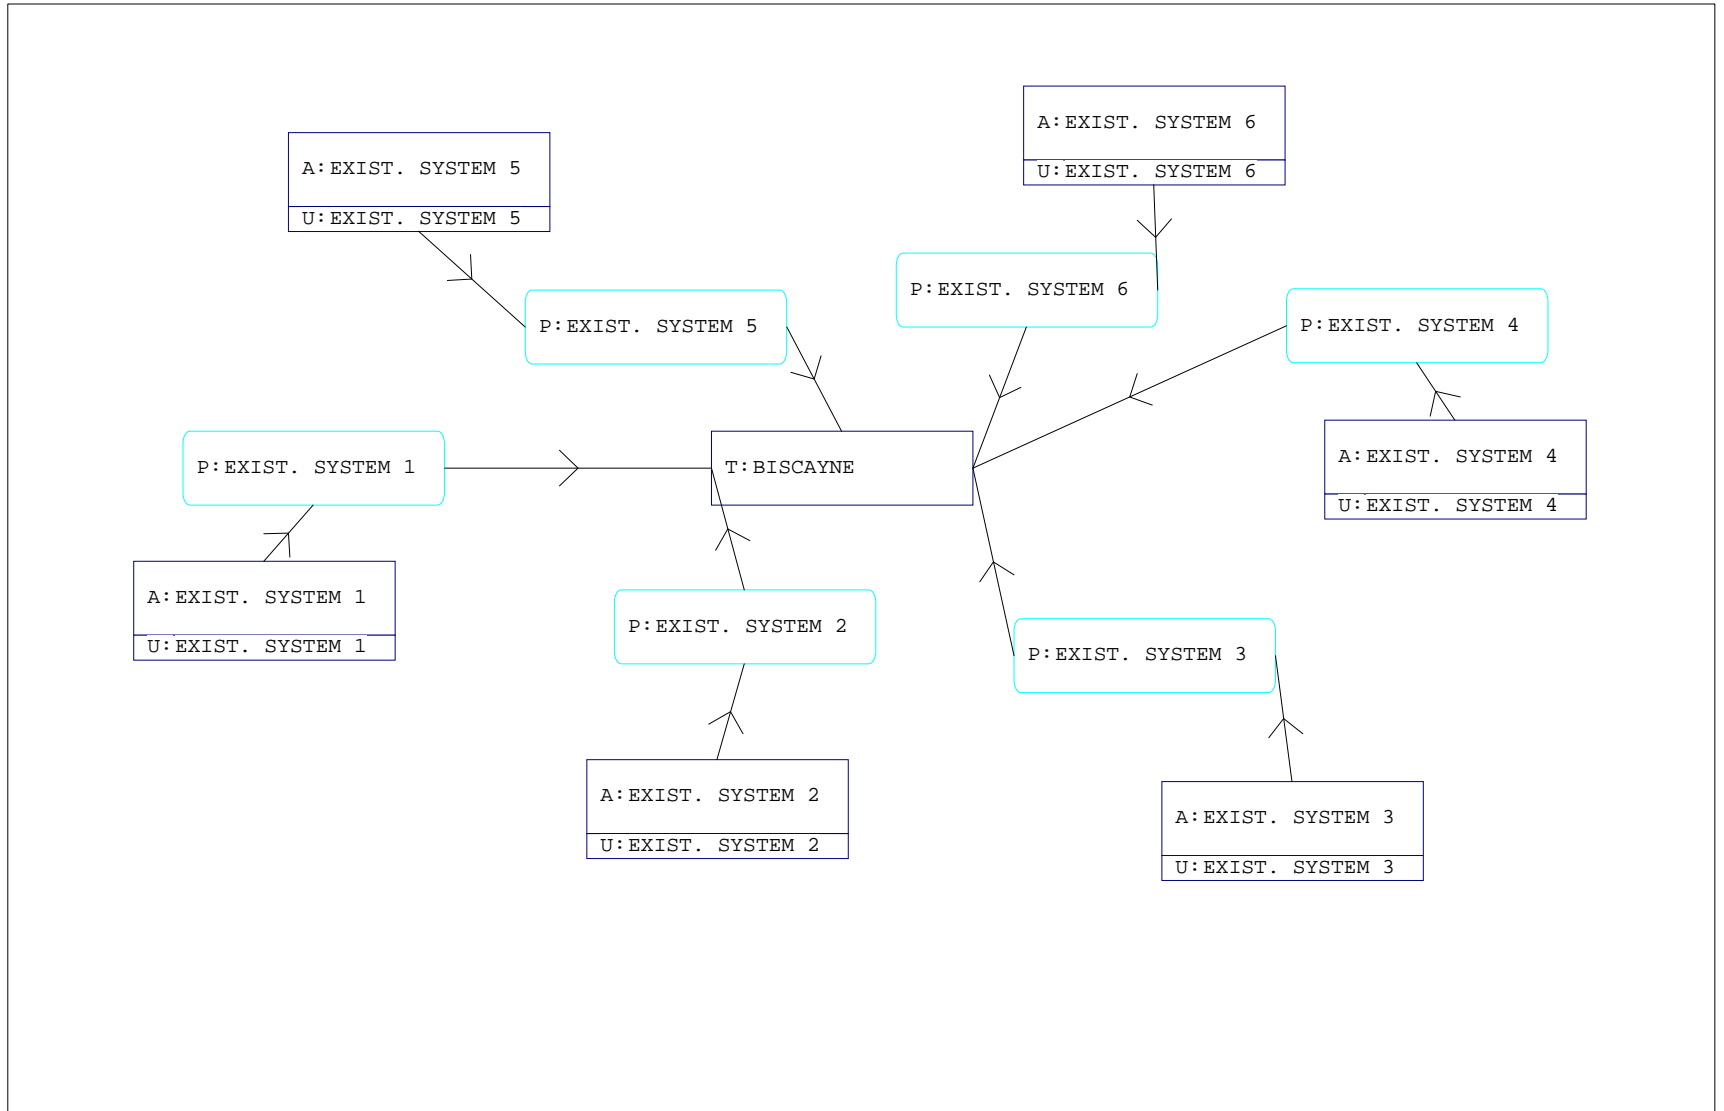 A:EXIST. SYSTEM 6
U:EXIST. SYSTEM 6
A:EXIST. SYSTEM 5
U:EXIST. SYSTEM 5
P:EXIST. SYSTEM 6
P:EXIST. SYSTEM 5
P:EXIST. SYSTEM 4
P:EXIST. SYSTEM 1
T:BISCAYNE
A:EXIST. SYSTEM 4
U:EXIST. SYSTEM 4
A:EXIST. SYSTEM 1
U:EXIST. SYSTEM 1
P:EXIST. SYSTEM 2
P:EXIST. SYSTEM 3
A:EXIST. SYSTEM 2
U:EXIST. SYSTEM 2
A:EXIST. SYSTEM 3
U:EXIST. SYSTEM 3